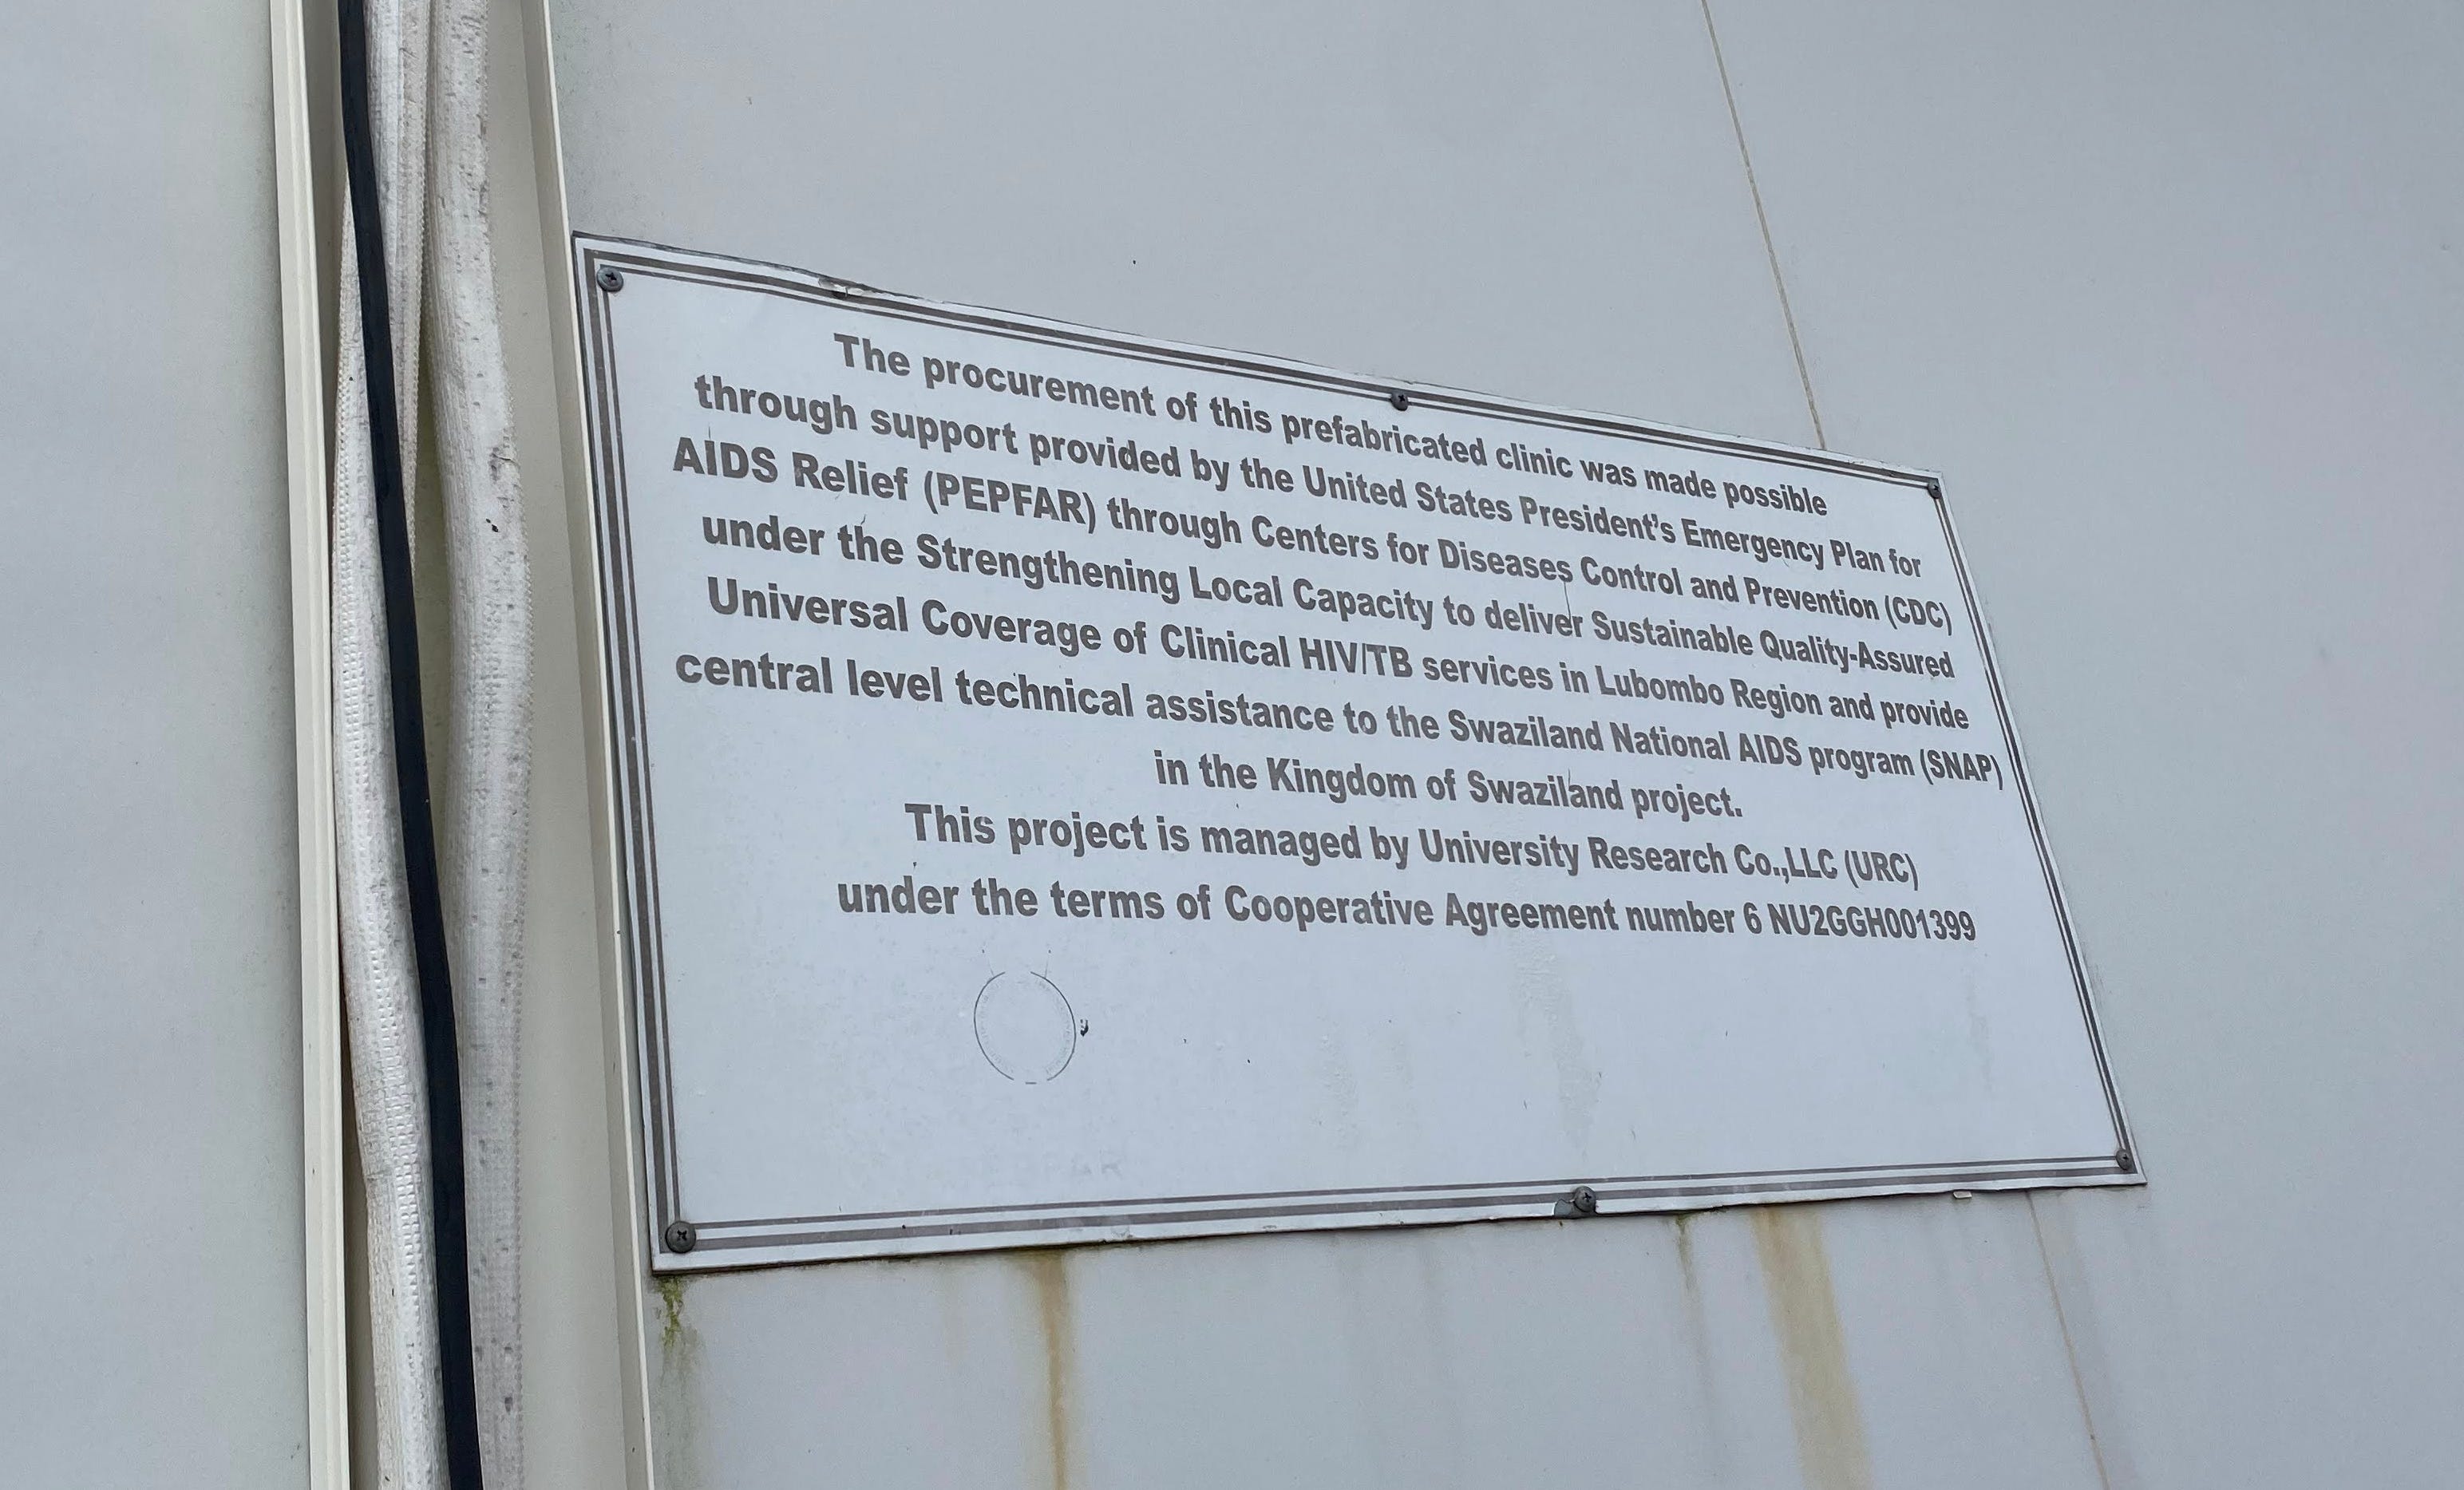 The procurement of this prefabricated clinic was made possible
through support provided by the United States President's Emergency Plan for
AIDS Relief (PEPFAR) through Centers for Diseases Control and Prevention (CDC)
under the Strengthening Local Capacity to deliver Sustainable Quality-Assured
Universal Coverage of Clinical HIV/TB services in Lubombo Region and provide
central level technical assistance to the Swaziland National AIDS program (SNAP)
in the Kingdom of Swaziland project.
This project is managed by University Research Co.,LLC (URC)
under the terms of Cooperative Agreement number 6 NU2GGH001399